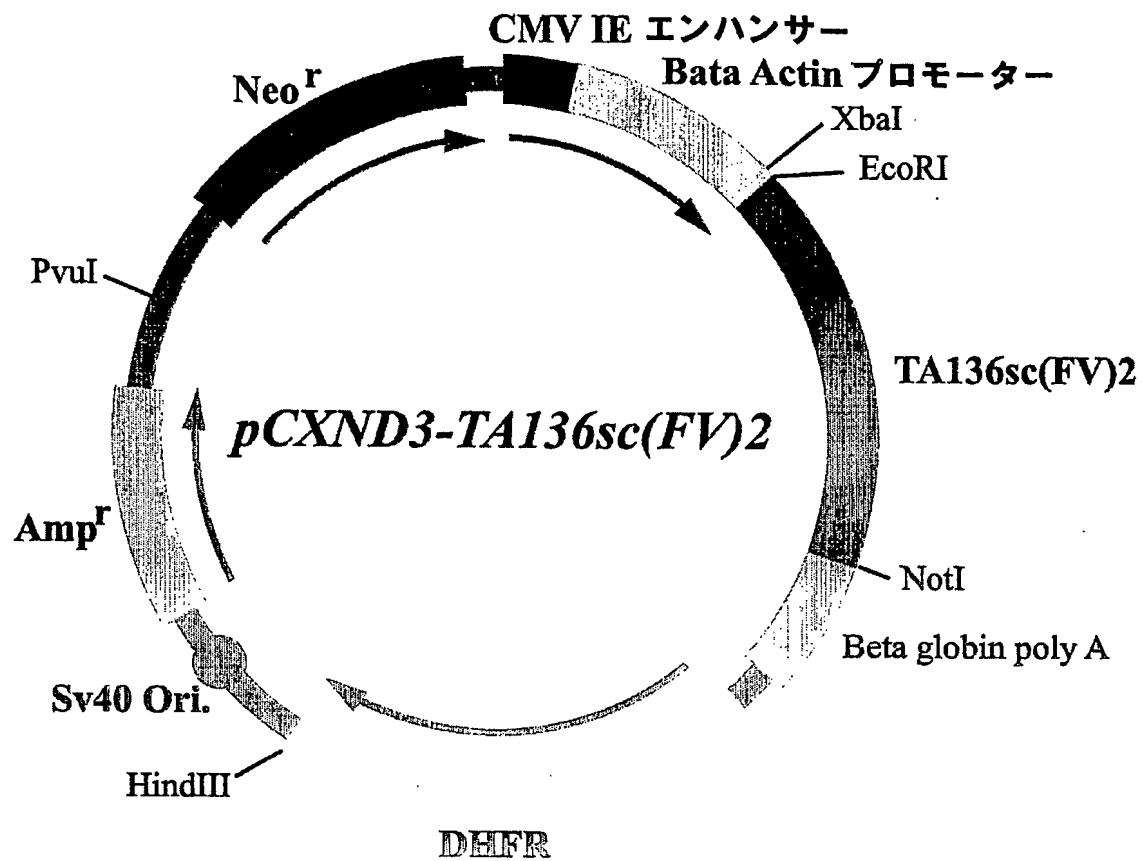 CMV IE エンハンサー
Neo r
Bata Actin プロモーター
XbaI
EcoRI
PvuI
TA136sc(FV)2
pCXND3-TA136sc(FV)2
Amp r
NotI
Beta globin poly A
Sv40 Ori.
HindIII
DHFR